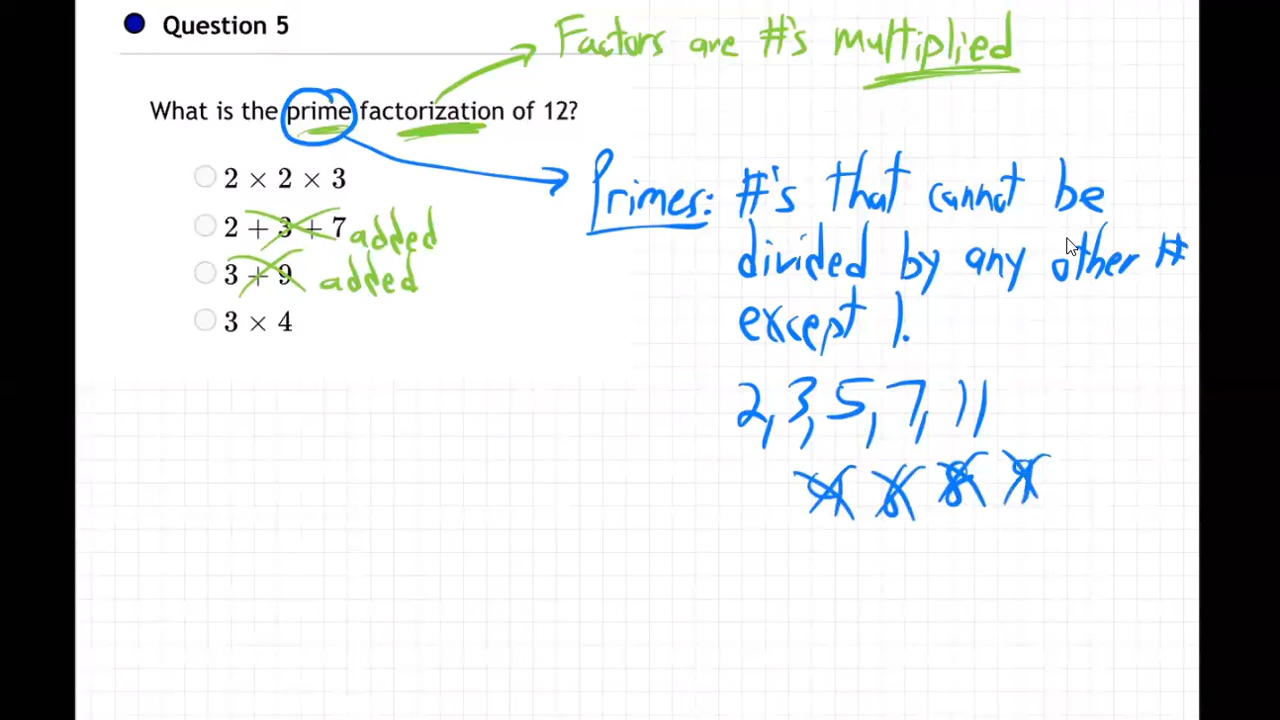 Question 5
Factors are #'s multiplied
What is the prime factorization of 12?
2 × 2 × 3
2 + 3 + 7 added
3 + 9 added
3 × 4
Primes: #'s that cannot be
divided by any other #
except 1.
2, 3, 5, 7, 11
4 6 8 9